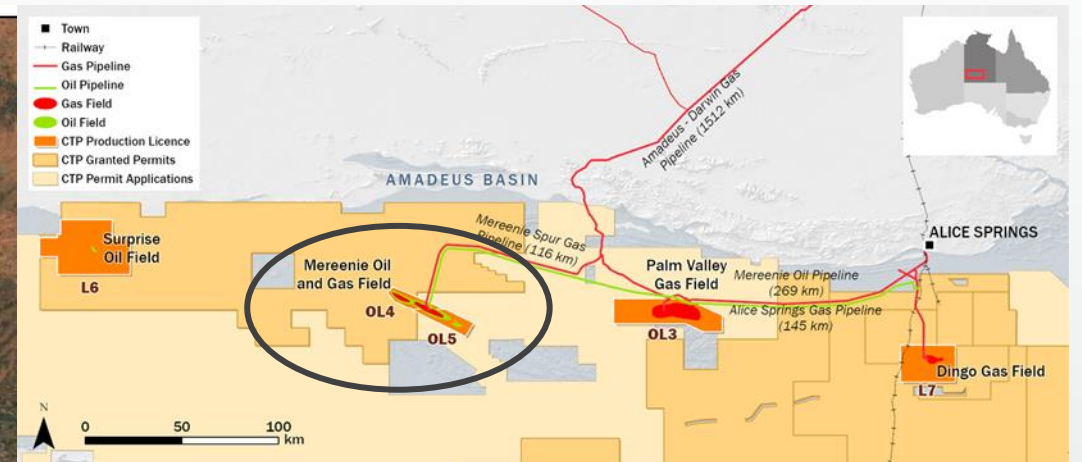 Town
Railway
Gas Pipeline
Oil Pipeline
Gas Field
Oil Field
CTP Production Licence
CTP Granted Permits
CTP Permit Applications
Amadeus - Darwin Gas
Pipeline (1512 km)
AMADEUS BASIN
Mereenie Spur Gas
Pipeline (116 km)
ALICE SPRINGS
Surprise
Oil Field
L6
Mereenie Oil
and Gas Field
OL4
OL5
Palm Valley
Gas Field
OL3
Mereenie Oil Pipeline
(269 km)
Alice Springs Gas Pipeline
(145 km)
Dingo Gas Field
L7
N
0 50 100
km